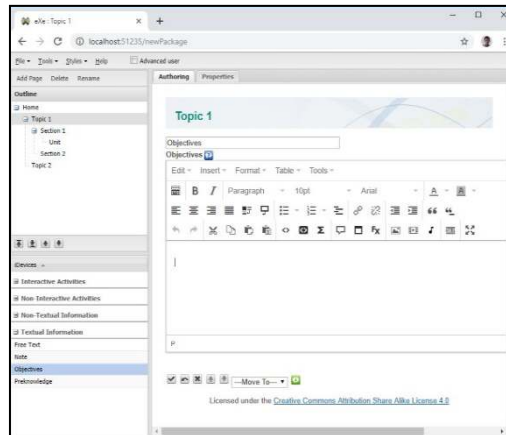 eXe : Topic 1
localhost:51235/newPackage
File Tools Styles Help Advanced user
Add Page Delete Rename
Outline
Home
Topic 1
Section 1
Unit
Section 2
Topic 2
iDevices
Interactive Activities
Non-Interactive Activities
Non-Textual Information
Textual Information
Free Text
Note
Objectives
Preknowledge
Authoring Properties
Topic 1
Objectives
Objectives
Edit Insert Format Table Tools
B I Paragraph 10pt Arial A A
P
---Move To---
Licensed under the Creative Commons Attribution Share Alike License 4.0